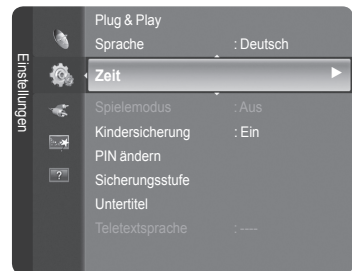 Einstellungen
Plug & Play
Sprache : Deutsch
Zeit
Spielemodus : Aus
Kindersicherung : Ein
PIN ändern
Sicherungsstufe
Untertitel
Teletextsprache : ----